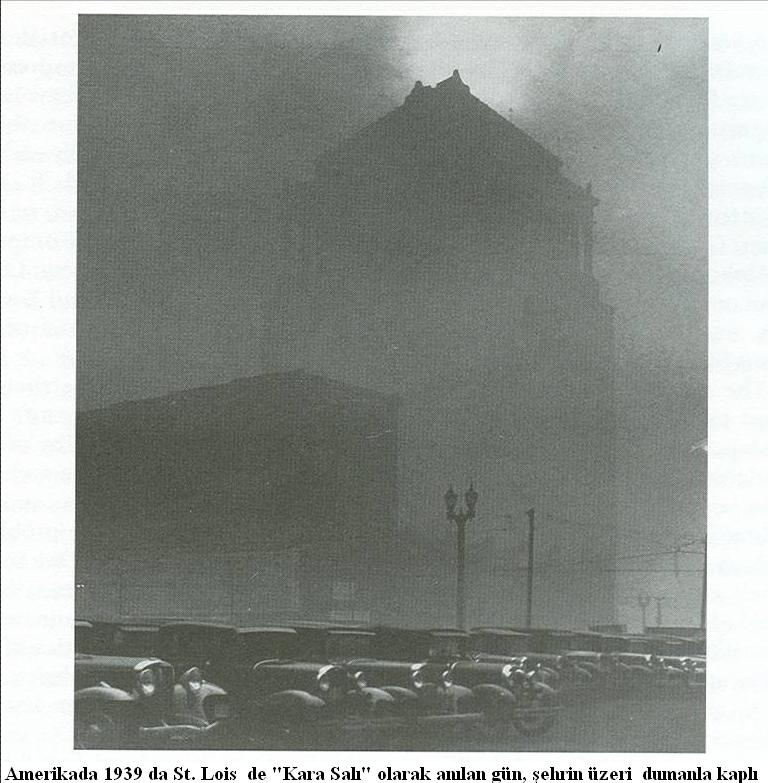 Amerikada 1939 da St. Lois de "Kara Salı" olarak anılan gün, şehrin üzeri dumanla kaplı